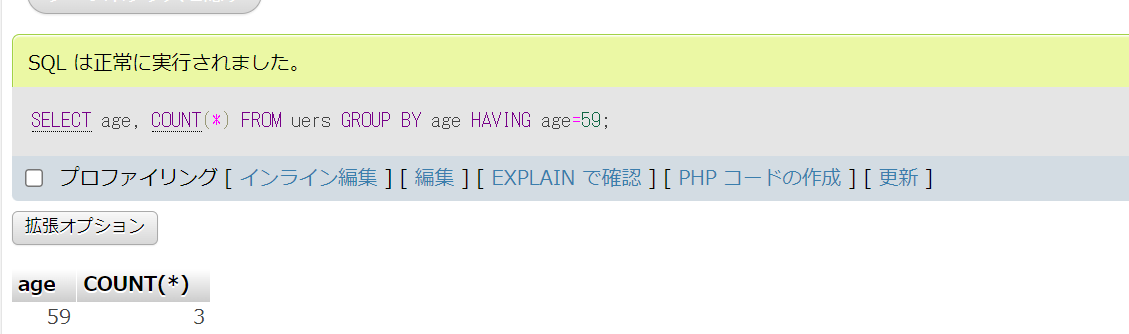 SQL は正常に実行されました。
SELECT age, COUNT(*) FROM uers GROUP BY age HAVING age=59;
プロファイリング [ インライン編集 ] [ 編集 ] [ EXPLAIN で確認 ] [ PHP コードの作成 ] [ 更新 ]
拡張オプション
age COUNT(*)
59 3